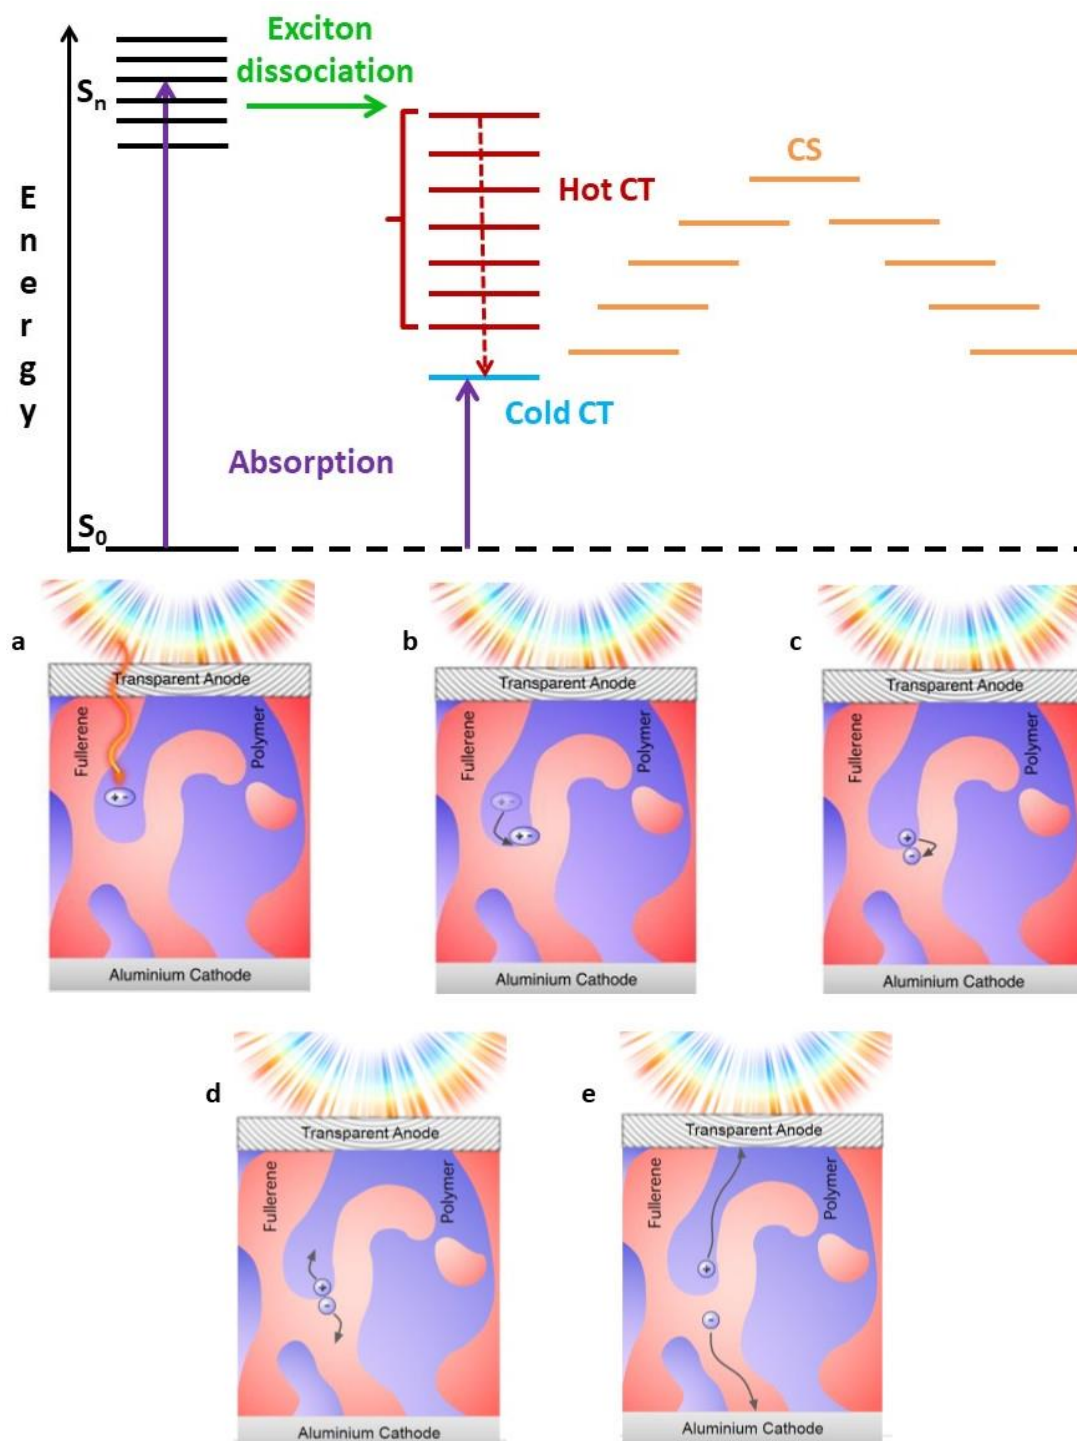 Exciton
dissociation
Sₙ
CS
Hot CT
Energy
Cold CT
Absorption
S₀
a
b
c
Transparent Anode
Transparent Anode
Transparent Anode
Fullerene
Polymer
Fullerene
Polymer
Fullerene
Polymer
+ -
+ -
+ -
+
-
Aluminium Cathode
Aluminium Cathode
Aluminium Cathode
d
e
Transparent Anode
Transparent Anode
Fullerene
Polymer
Fullerene
Polymer
+
-
+
-
Aluminium Cathode
Aluminium Cathode